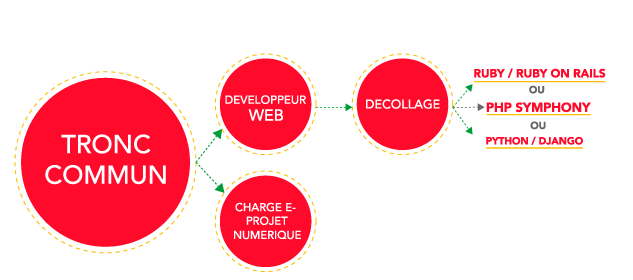 TRONC
COMMUN
DEVELOPPEUR
WEB
CHARGE E-
PROJET
NUMERIQUE
DECOLLAGE
RUBY / RUBY ON RAILS
OU
PHP SYMPHONY
OU
PYTHON / DJANGO